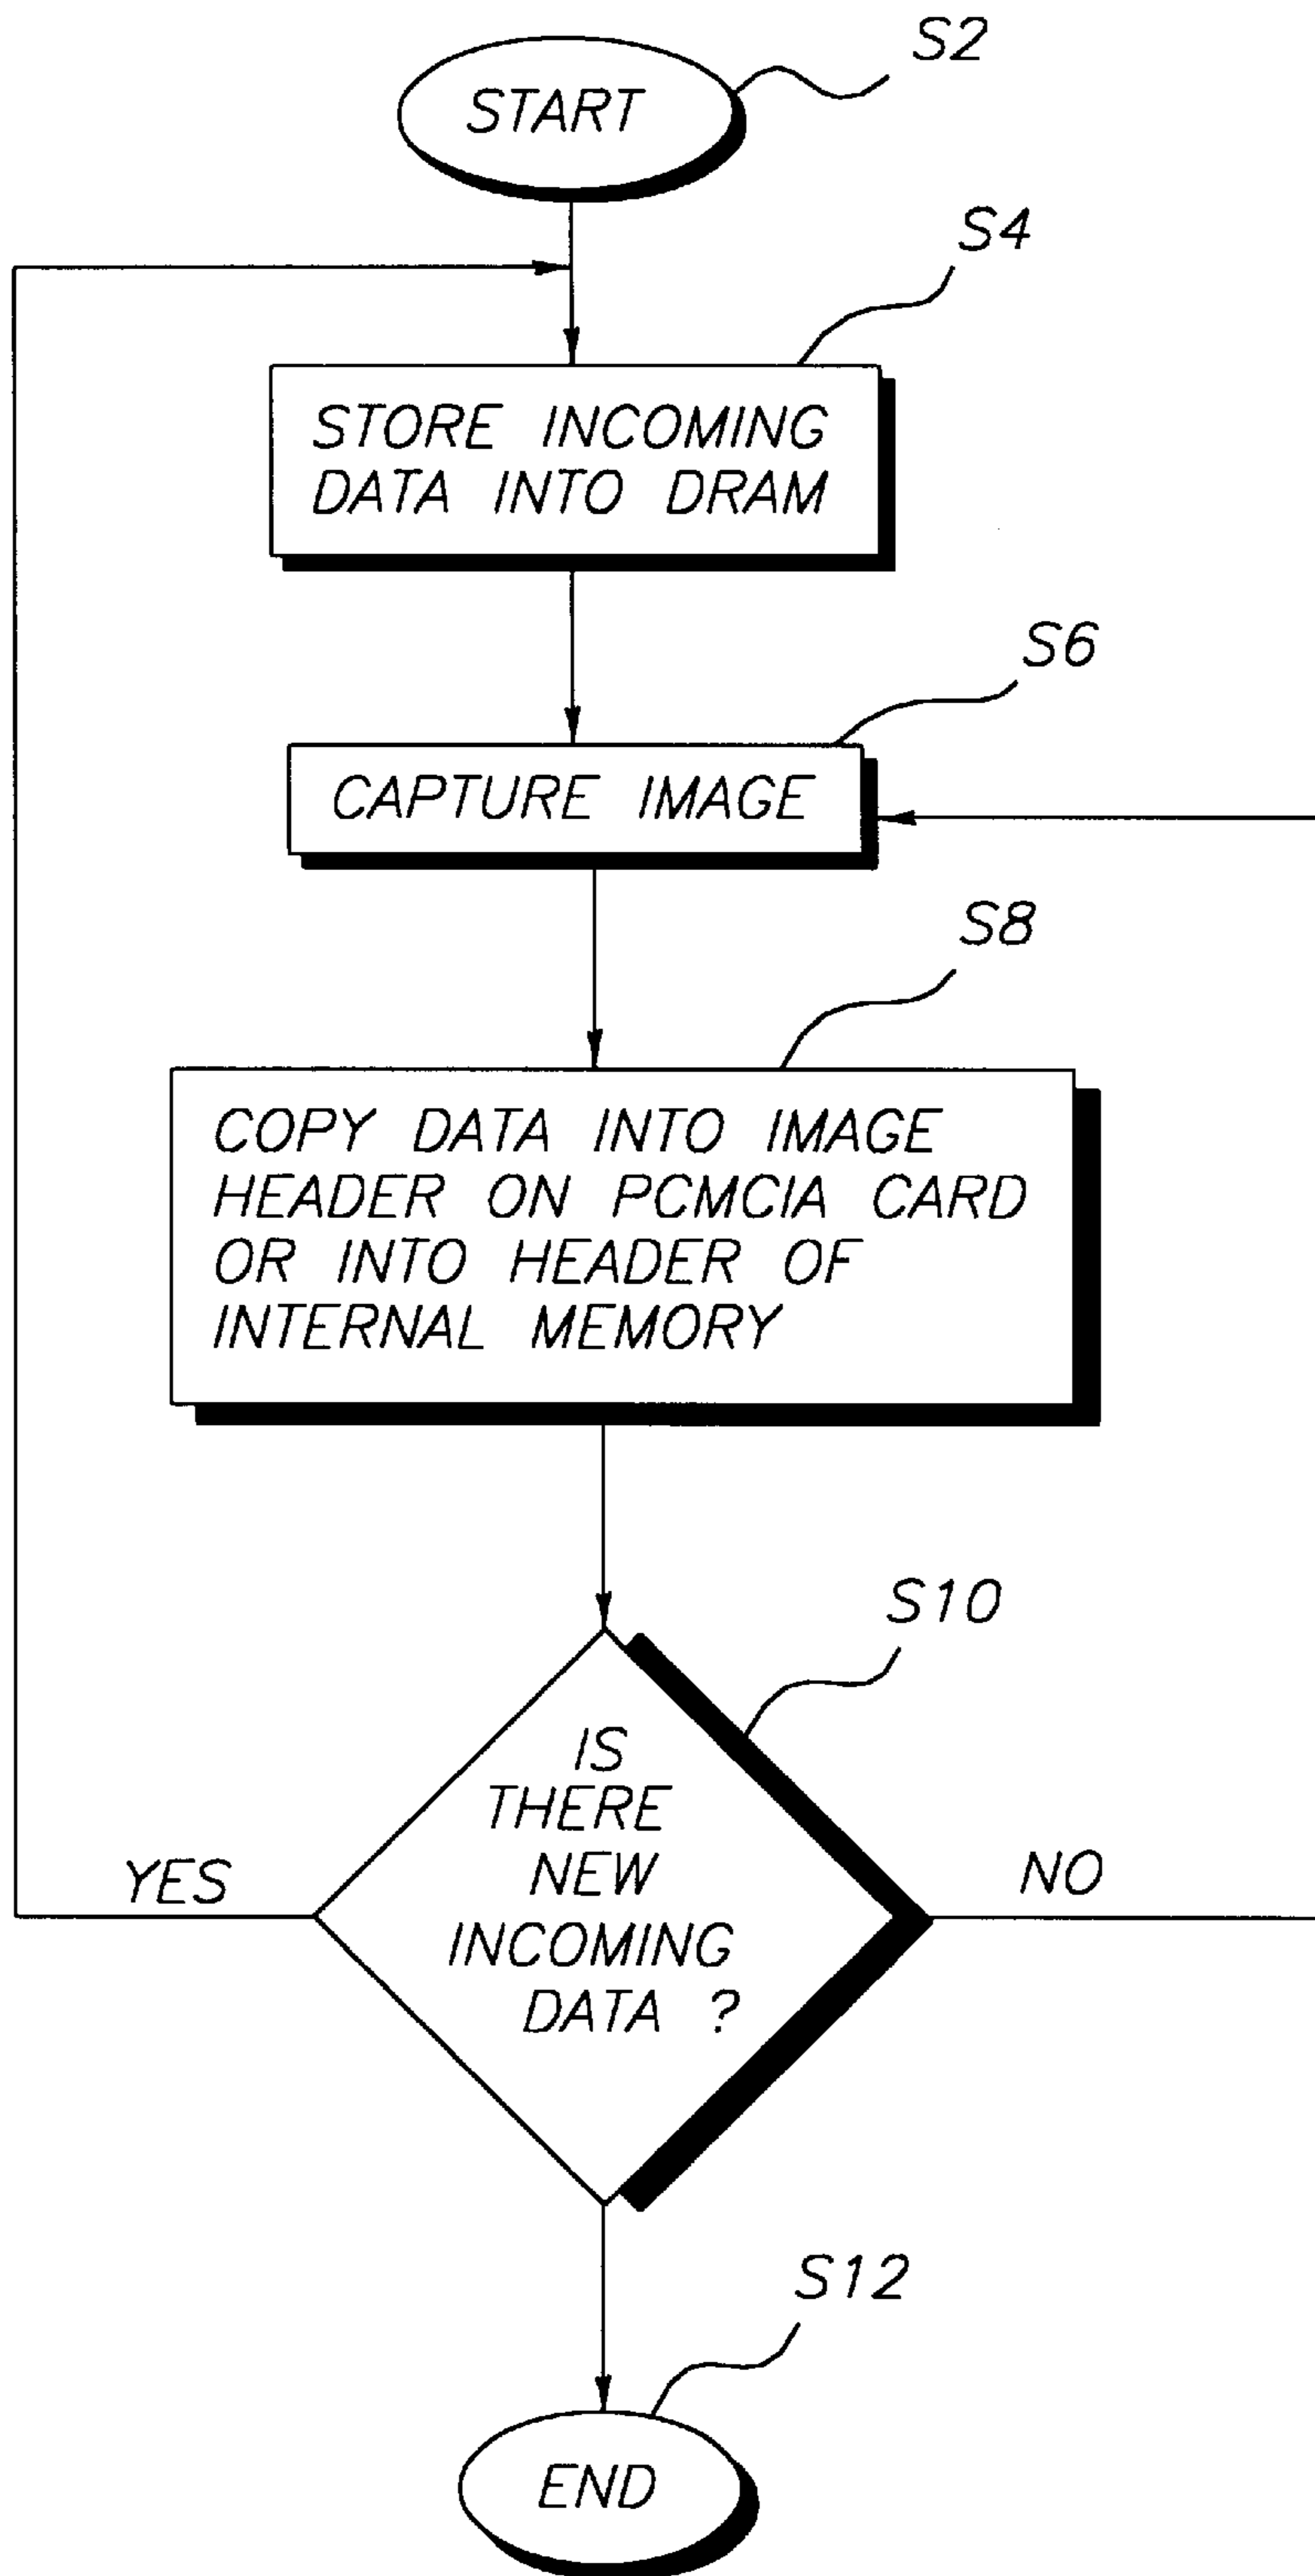 S2
START
S4
STORE INCOMING
DATA INTO DRAM
S6
CAPTURE IMAGE
S8
COPY DATA INTO IMAGE
HEADER ON PCMCIA CARD
OR INTO HEADER OF
INTERNAL MEMORY
S10
IS
THERE
NEW
INCOMING
DATA ?
YES
NO
S12
END